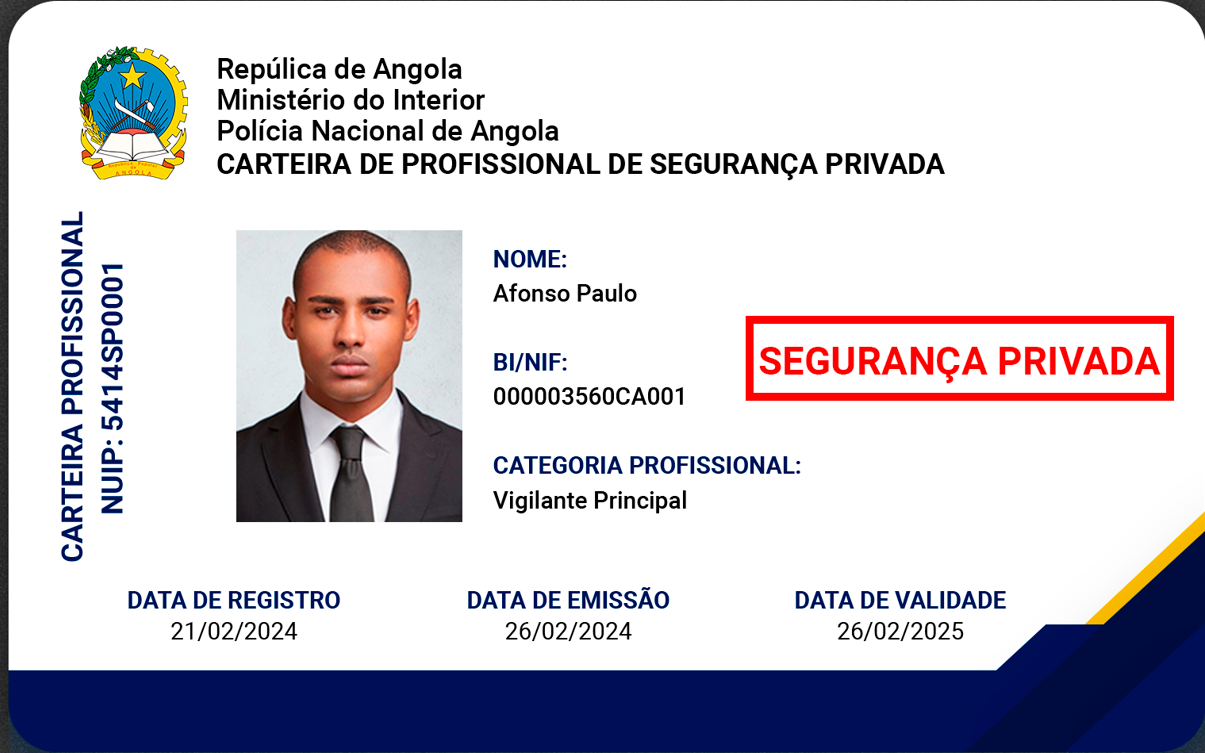 Repúlica de Angola
Ministério do Interior
Polícia Nacional de Angola
CARTEIRA DE PROFISSIONAL DE SEGURANÇA PRIVADA
CARTEIRA PROFISSIONAL
NUIP: 5414SP0001
NOME:
Afonso Paulo
BI/NIF:
000003560CA001
CATEGORIA PROFISSIONAL:
Vigilante Principal
SEGURANÇA PRIVADA
DATA DE REGISTRO
21/02/2024
DATA DE EMISSÃO
26/02/2024
DATA DE VALIDADE
26/02/2025
ANGOLA